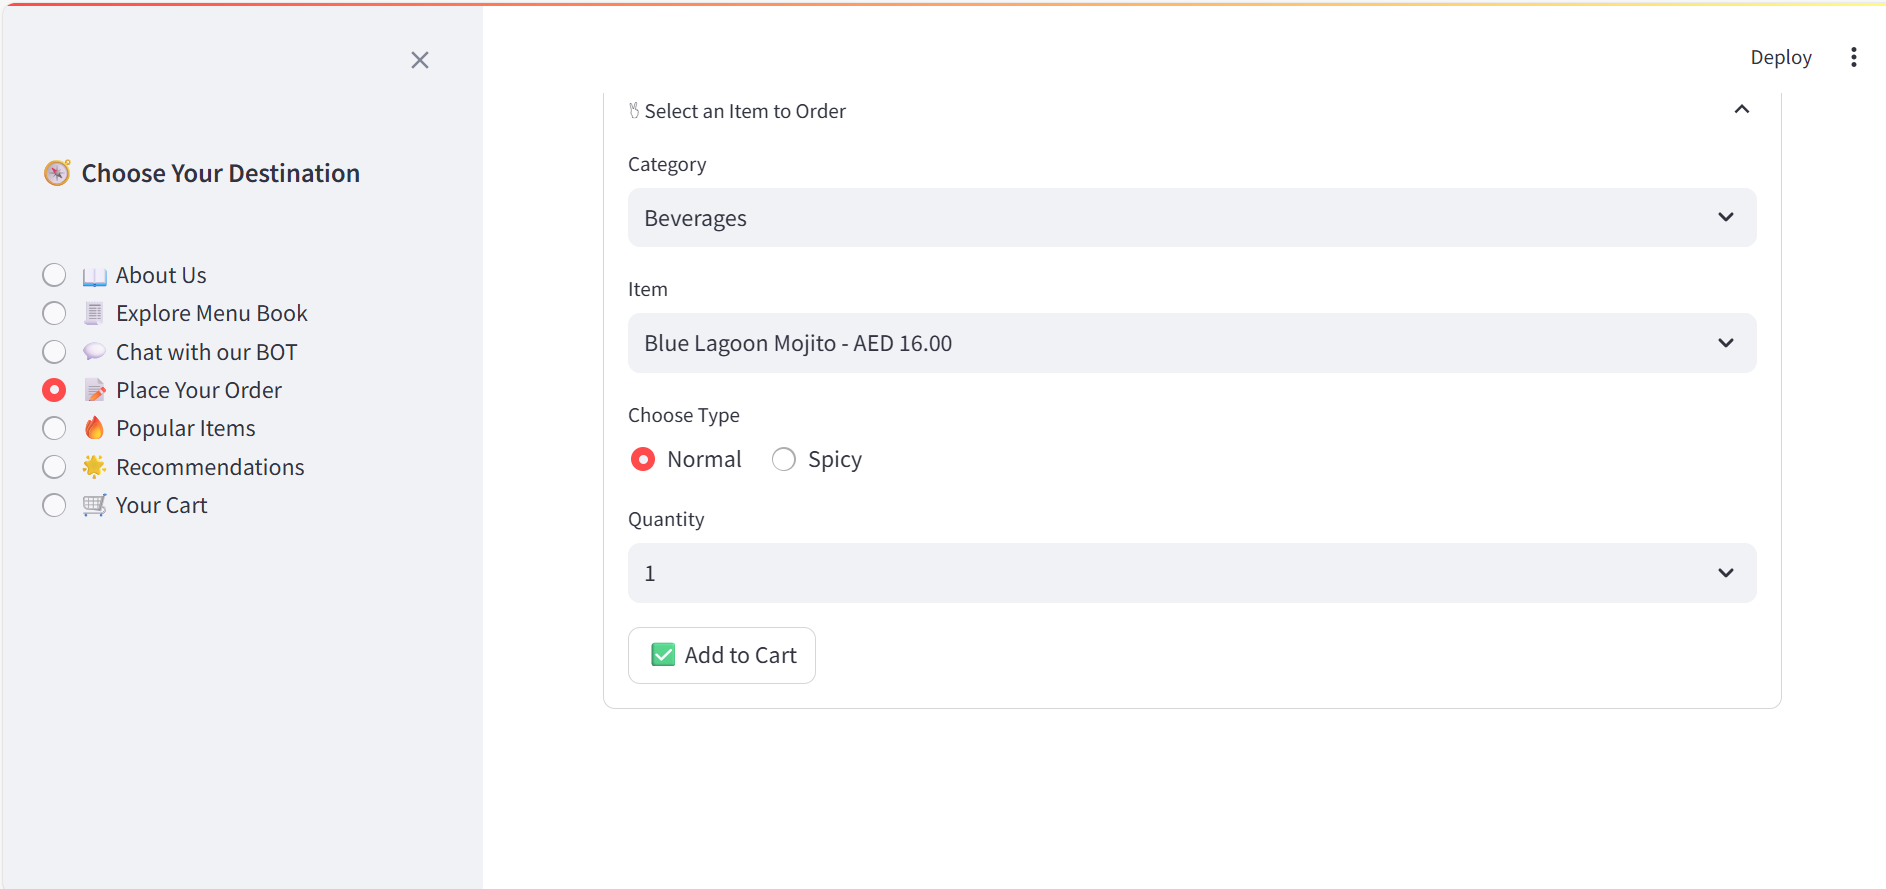 Deploy
Choose Your Destination
About Us
Explore Menu Book
Chat with our BOT
Place Your Order
Popular Items
Recommendations
Your Cart
Select an Item to Order
Category
Beverages
Item
Blue Lagoon Mojito - AED 16.00
Choose Type
Normal Spicy
Quantity
1
Add to Cart